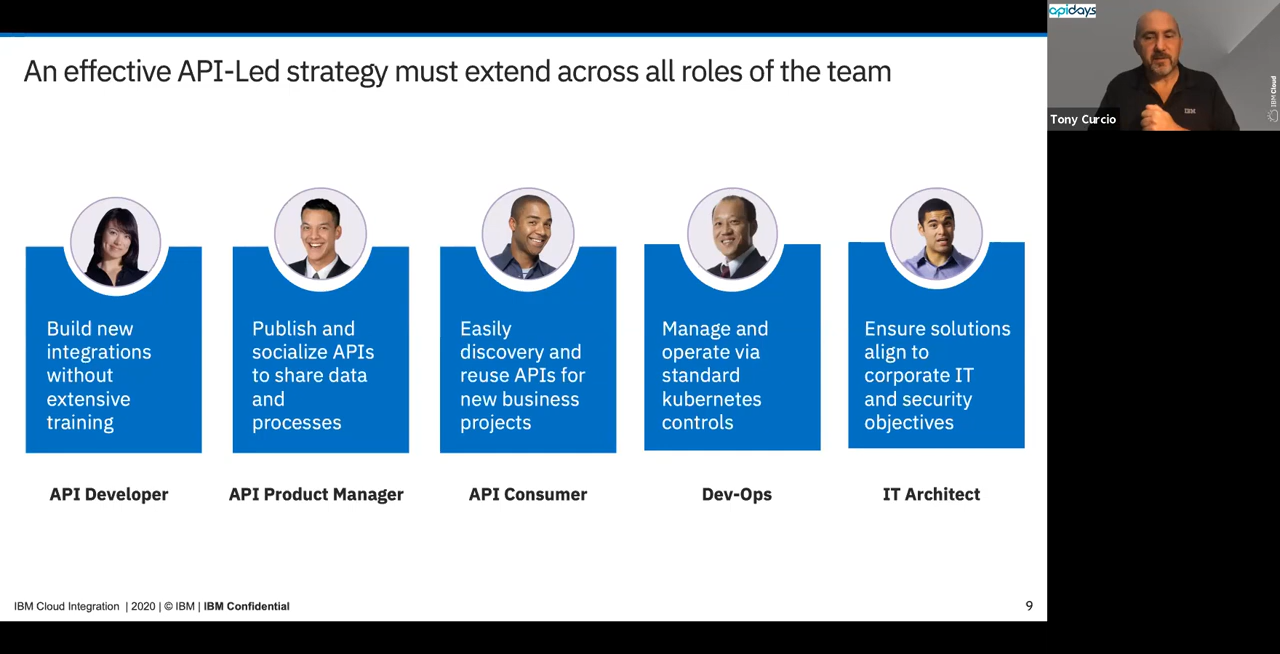 apidays
An effective API-Led strategy must extend across all roles of the team
IBM
IBM Cloud
Tony Curcio
Build new
integrations
without
extensive
training
Publish and
socialize APIs
to share data
and
processes
Easily
discovery and
reuse APIs for
new business
projects
Manage and
operate via
standard
kubernetes
controls
Ensure solutions
align to
corporate IT
and security
objectives
API Developer
API Product Manager
API Consumer
Dev-Ops
IT Architect
IBM Cloud Integration | 2020 | © IBM | IBM Confidential
9